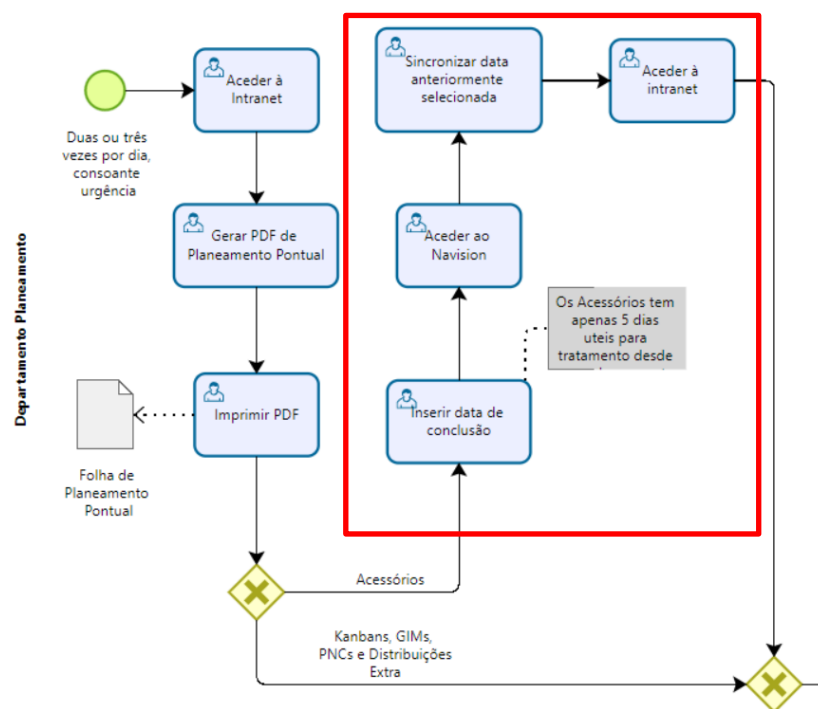 Departamento Planeamento
Duas ou três
vezes por dia,
consoante
urgência
Aceder à
Intranet
Gerar PDF de
Planeamento Pontual
Imprimir PDF
Folha de
Planeamento
Pontual
Acessórios
Kanbans, GIMs,
PNCs e Distribuições
Extra
Inserir data de
conclusão
Os Acessórios tem
apenas 5 dias
uteis para
tratamento desde
Aceder ao
Navision
Sincronizar data
anteriormente
selecionada
Aceder à
intranet